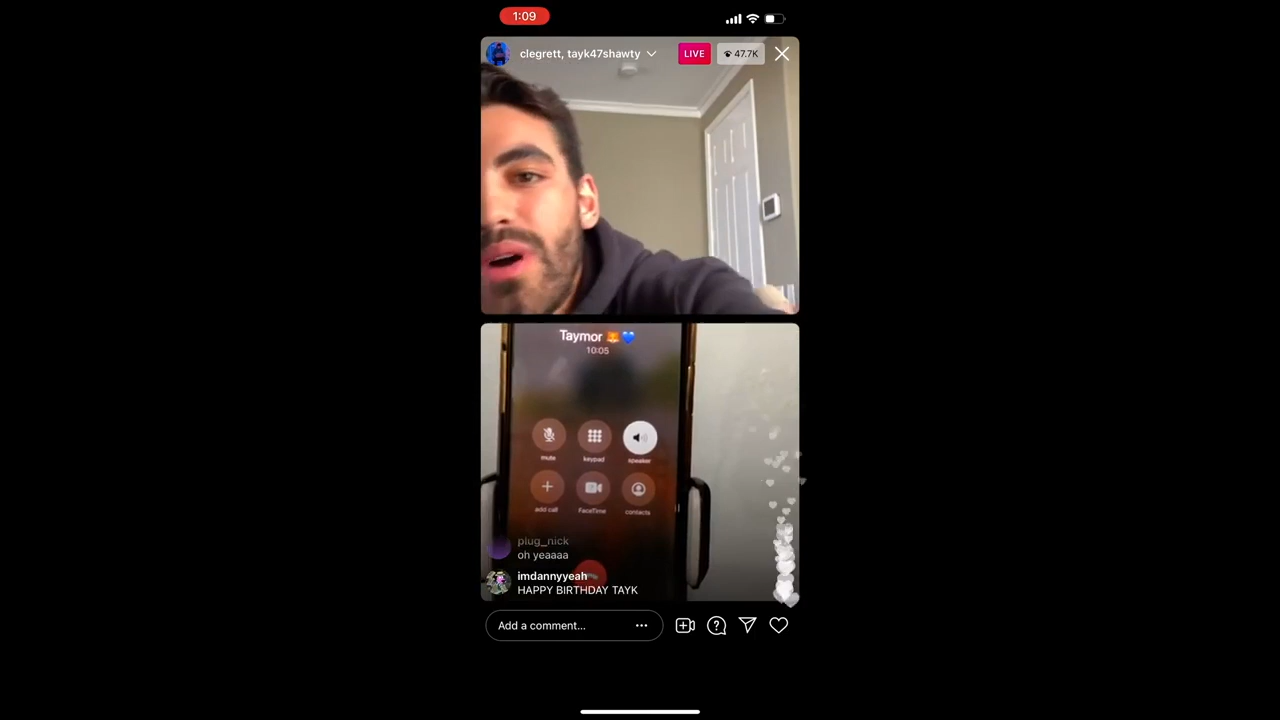 1:09
clegrett, tayk47shawty
LIVE
47.7K
Taymor 🦊💙
10:05
mute
keypad
speaker
add call
FaceTime
contacts
plug_nick
oh yeaaaa
imdannyyeah
HAPPY BIRTHDAY TAYK
Add a comment...